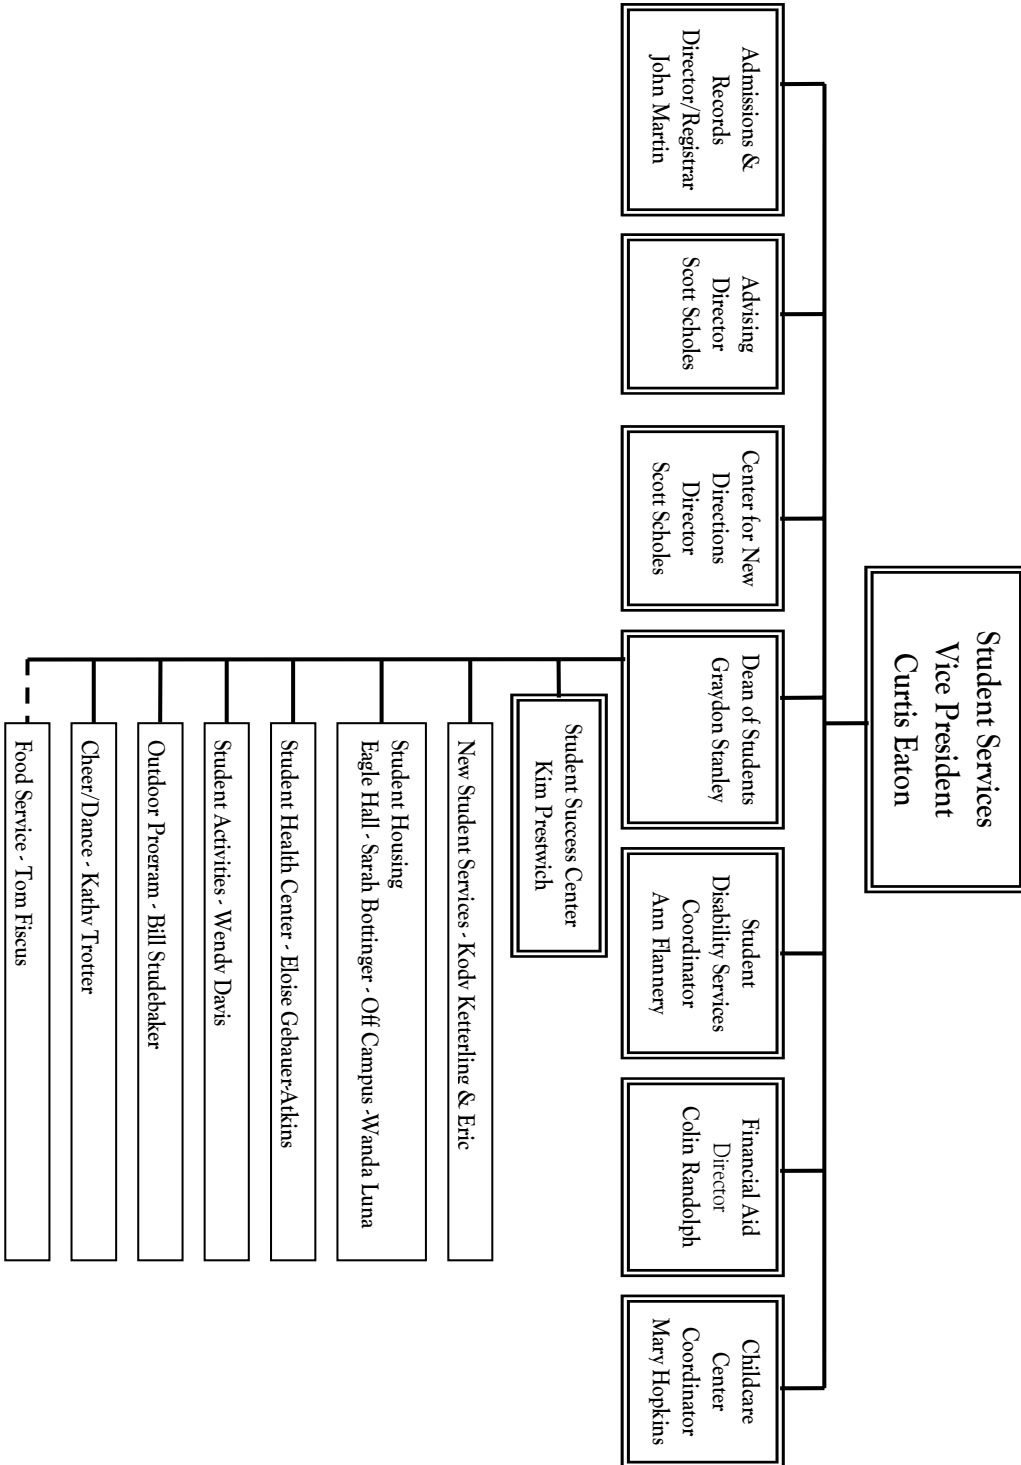 Student Services
Vice President
Curtis Eaton
Admissions &
Records
Director/Registrar
John Martin
Advising
Director
Scott Scholes
Center for New
Directions
Director
Scott Scholes
Dean of Students
Graydon Stanley
Student
Disability Services
Coordinator
Ann Flannery
Financial Aid
Director
Colin Randolph
Childcare
Center
Coordinator
Mary Hopkins
Student Success Center
Kim Prestwich
New Student Services - Kody Ketterling & Eric
Student Housing
Eagle Hall - Sarah Bottinger - Off Campus -Wanda Luna
Student Health Center - Eloise Gebauer-Atkins
Student Activities - Wendy Davis
Outdoor Program - Bill Studebaker
Cheer/Dance - Kathy Trotter
Food Service - Tom Fiscus